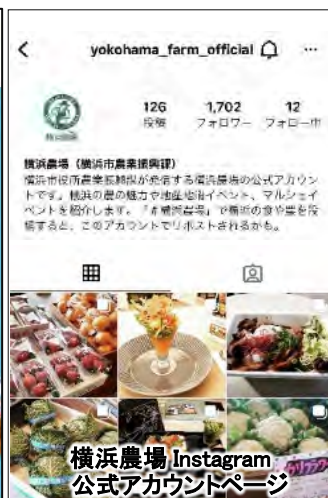 yokohama_farm_official
126 1,702 12
投稿 フォロワー フォロー中
横浜農場（横浜市農業振興課）
横浜市役所農業振興課が発信する横浜農場の公式アカウン
トです。横浜の農の魅力や地産地消イベント、マルシェイ
ベントを紹介します。「#横浜農場」で横浜の食や農を投
稿すると、このアカウントでリポストされるかも。
横浜農場 Instagram
公式アカウントページ